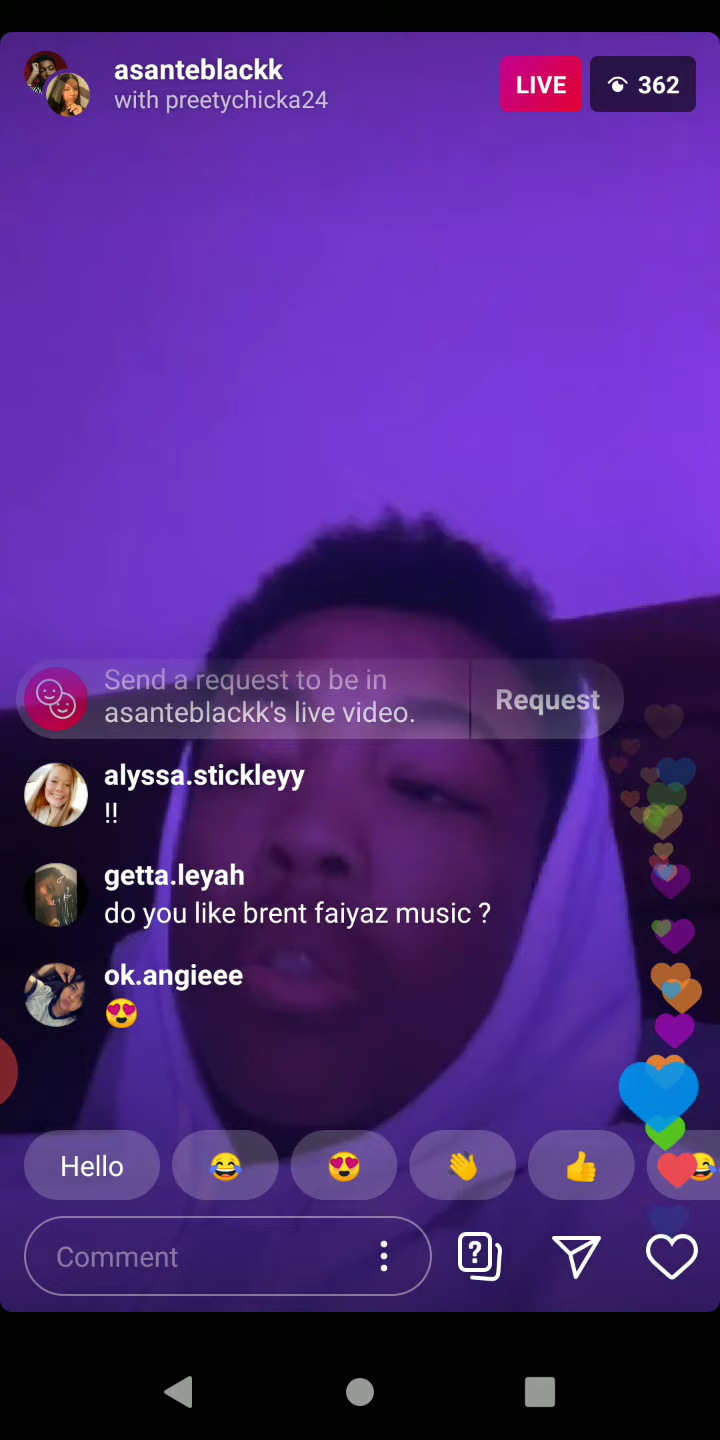 asanteblackk
with preetychicka24
LIVE
362
Send a request to be in
asanteblackk's live video.
Request
alyssa.stickleyy
!!
getta.leyah
do you like brent faiyaz music ?
ok.angieee
😍
Hello
😂
😍
👋
👍
😂
Comment
?